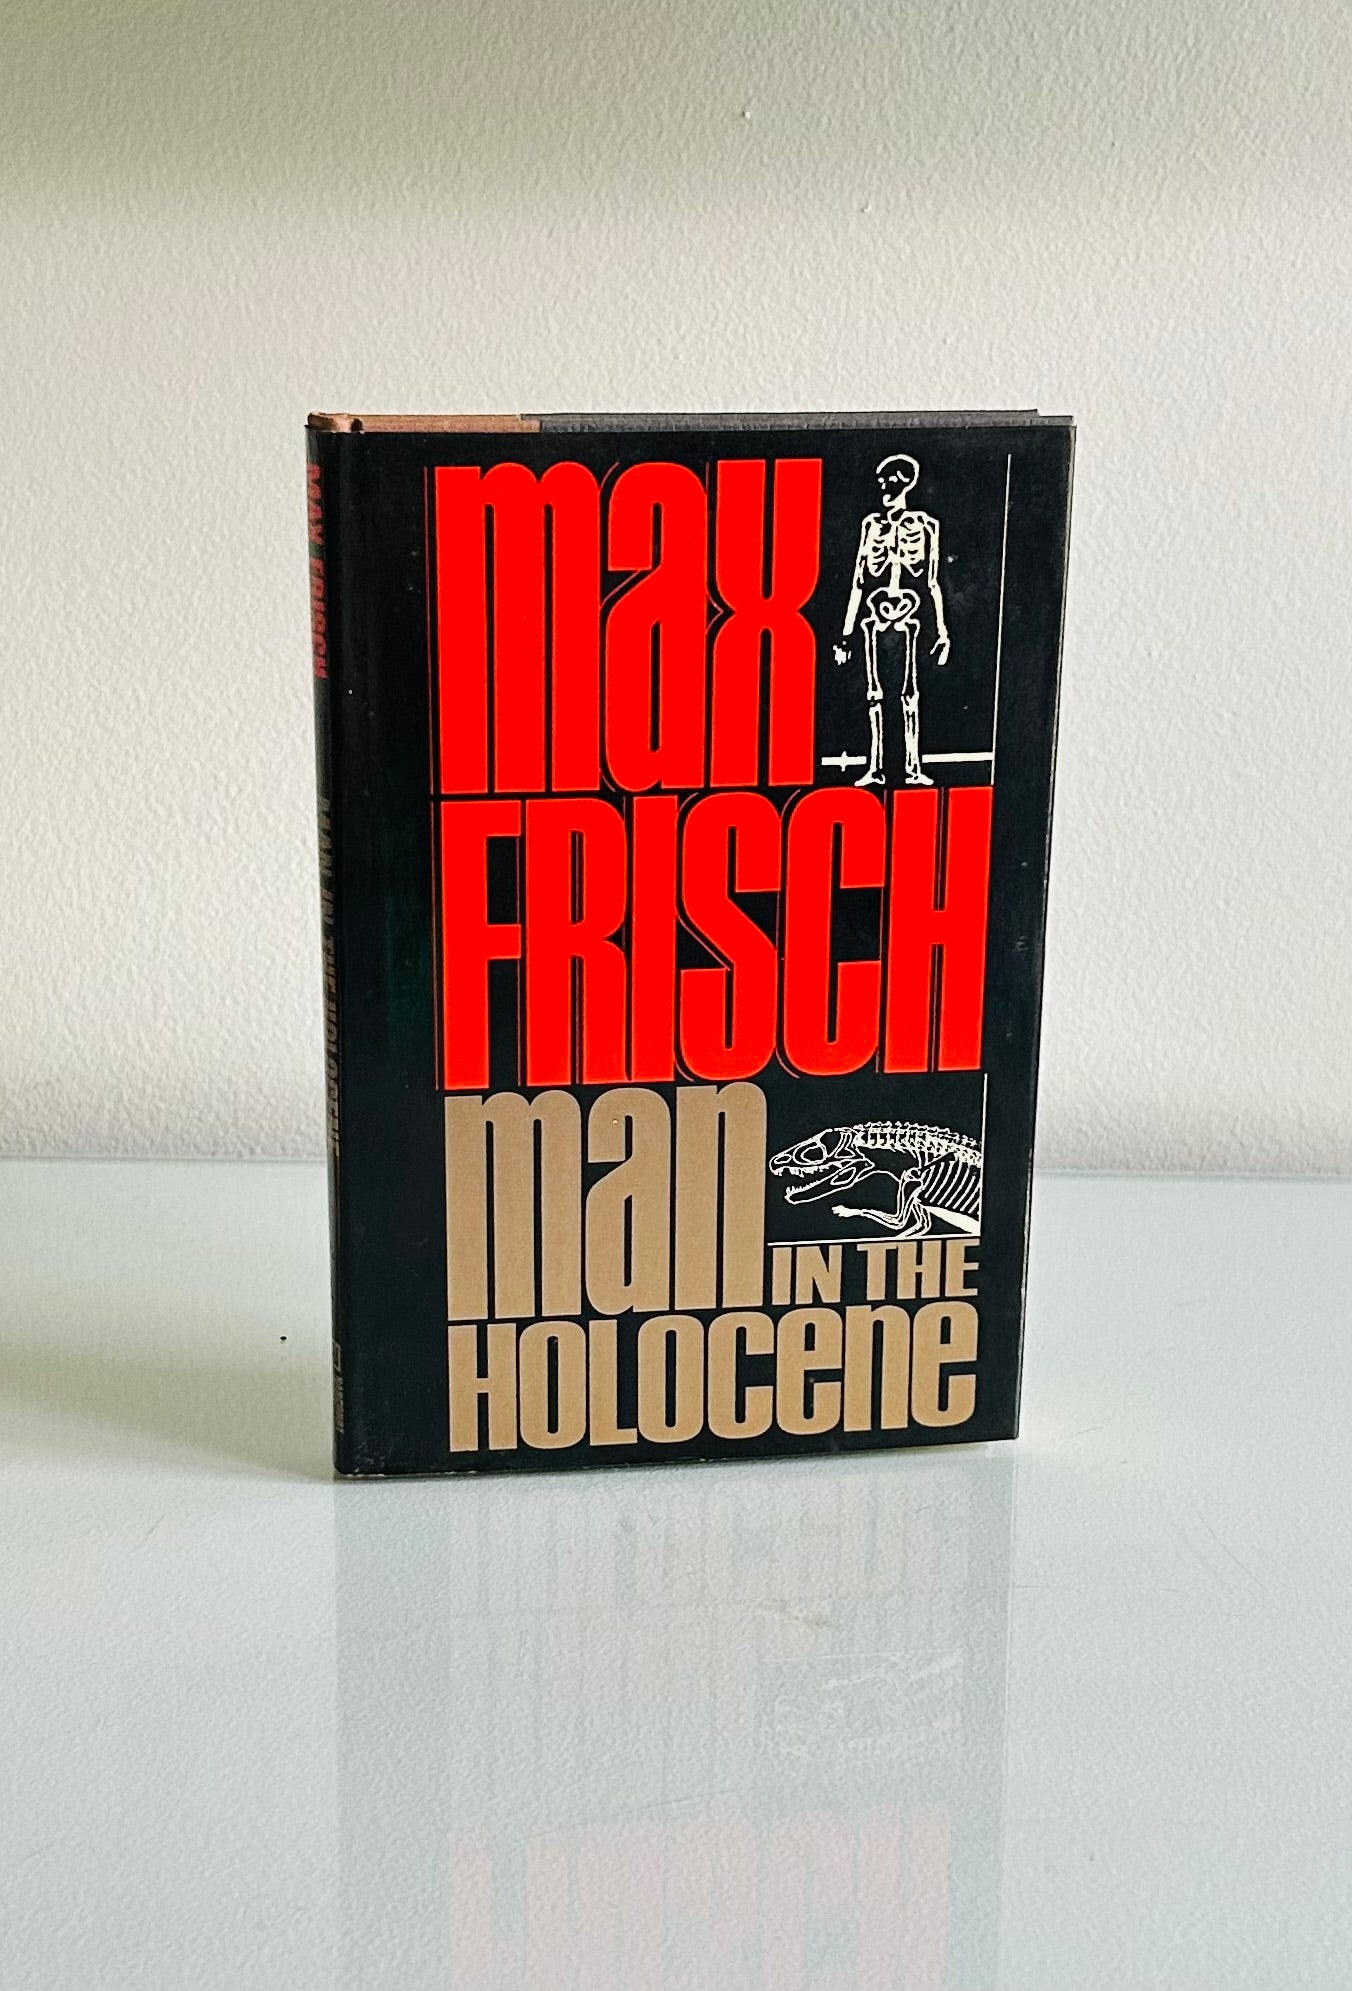 max
FRISCH
man
IN THE
HOLOCene
MAX FRISCH
MAN IN THE HOLOCENE